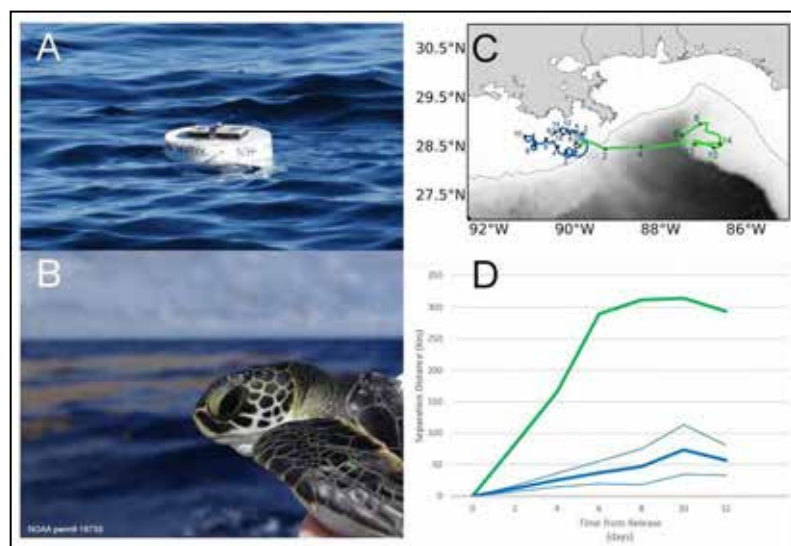 A
B
NOAA permit# 19733
C
30.5°N
29.5°N
28.5°N
27.5°N
92°W
90°W
88°W
86°W
D
Separation Distance (km)
350
300
250
200
150
100
50
0
0 2 4 6 8 10 12
Time from Release
(days)